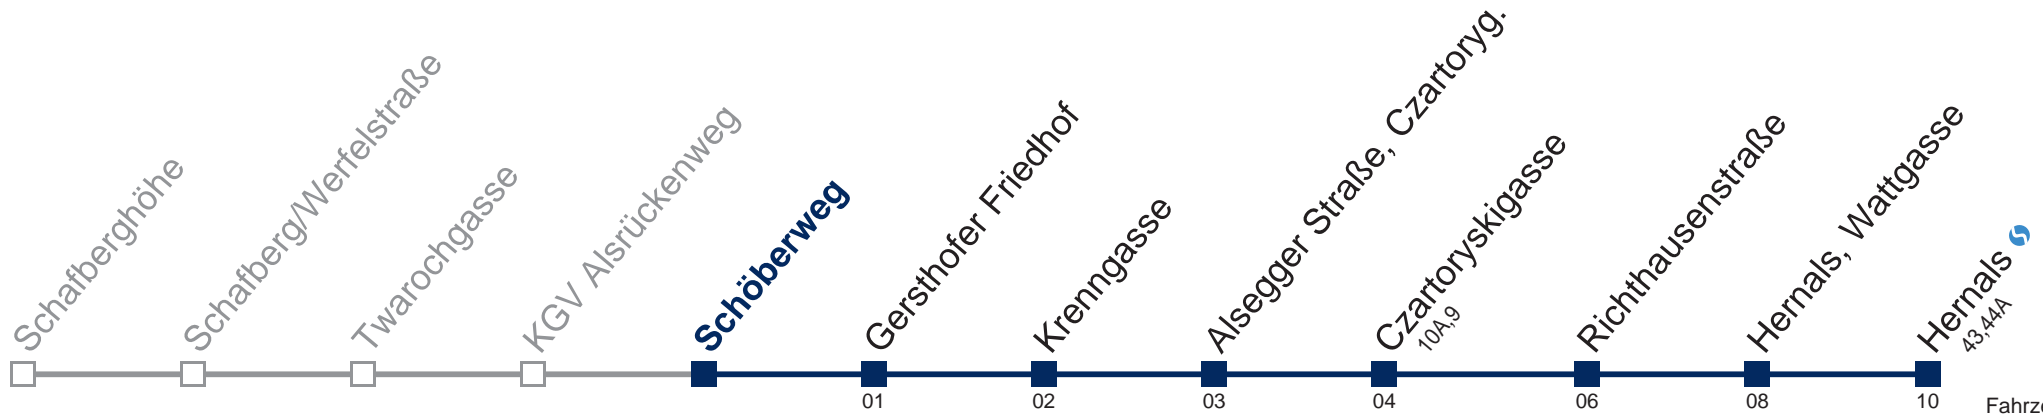 Schafberghöhe
Schafberg/Werfelstraße
Twarochgasse
KGV Alsrückenweg
Schöberweg
Gersthofer Friedhof
Krenngasse
Alsegger Straße, Czartoryg.
Czartoryskigasse
10A,9
Richthausenstraße
Hernals, Wattgasse
Hernals
43,44A
01 02 03 04 06 08 10